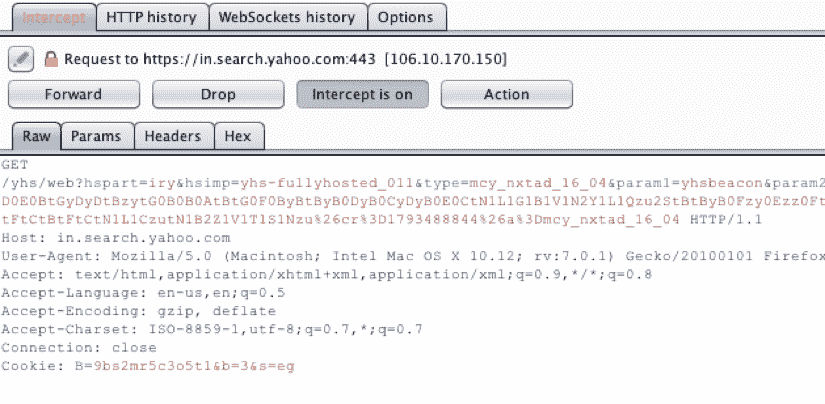 Intercept HTTP history WebSockets history Options
Request to https://in.search.yahoo.com:443 [106.10.170.150]
Forward Drop Intercept is on Action
Raw Params Headers Hex
GET
/yhs/web?hspart=iry&hsimp=yhs-fullyhosted_011&type=mcy_nxtad_16_04&param1=yhsbeacon&param2
D0E0BtGyDyDtBzytG0B0B0AtBtG0F0ByBtByB0DyB0CyDyB0E0CtN1L1G1B1V1N2Y1L1Qzu2StBtByB0Fzy0Ezz0Ft
tFtCtBtFtCtN1L1CzutN1B2Z1V1T1S1Nzu%26cr%3D1793488844%26a%3Dmcy_nxtad_16_04 HTTP/1.1
Host: in.search.yahoo.com
User-Agent: Mozilla/5.0 (Macintosh; Intel Mac OS X 10.12; rv:7.0.1) Gecko/20100101 Firefox
Accept: text/html,application/xhtml+xml,application/xml;q=0.9,*/*;q=0.8
Accept-Language: en-us,en;q=0.5
Accept-Encoding: gzip, deflate
Accept-Charset: ISO-8859-1,utf-8;q=0.7,*;q=0.7
Connection: close
Cookie: B=9bs2mr5c3o5t1&b=3&s=eg